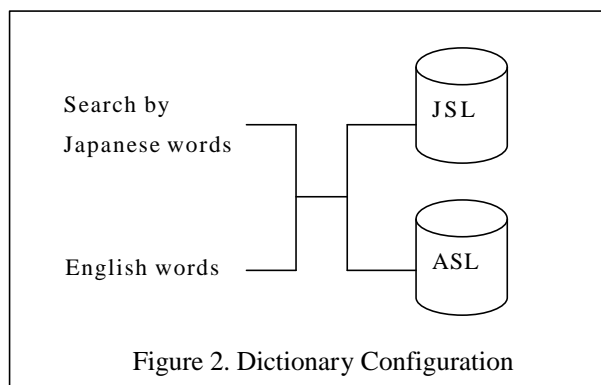 Search by
Japanese words
JSL
English words
ASL
Figure 2. Dictionary Configuration